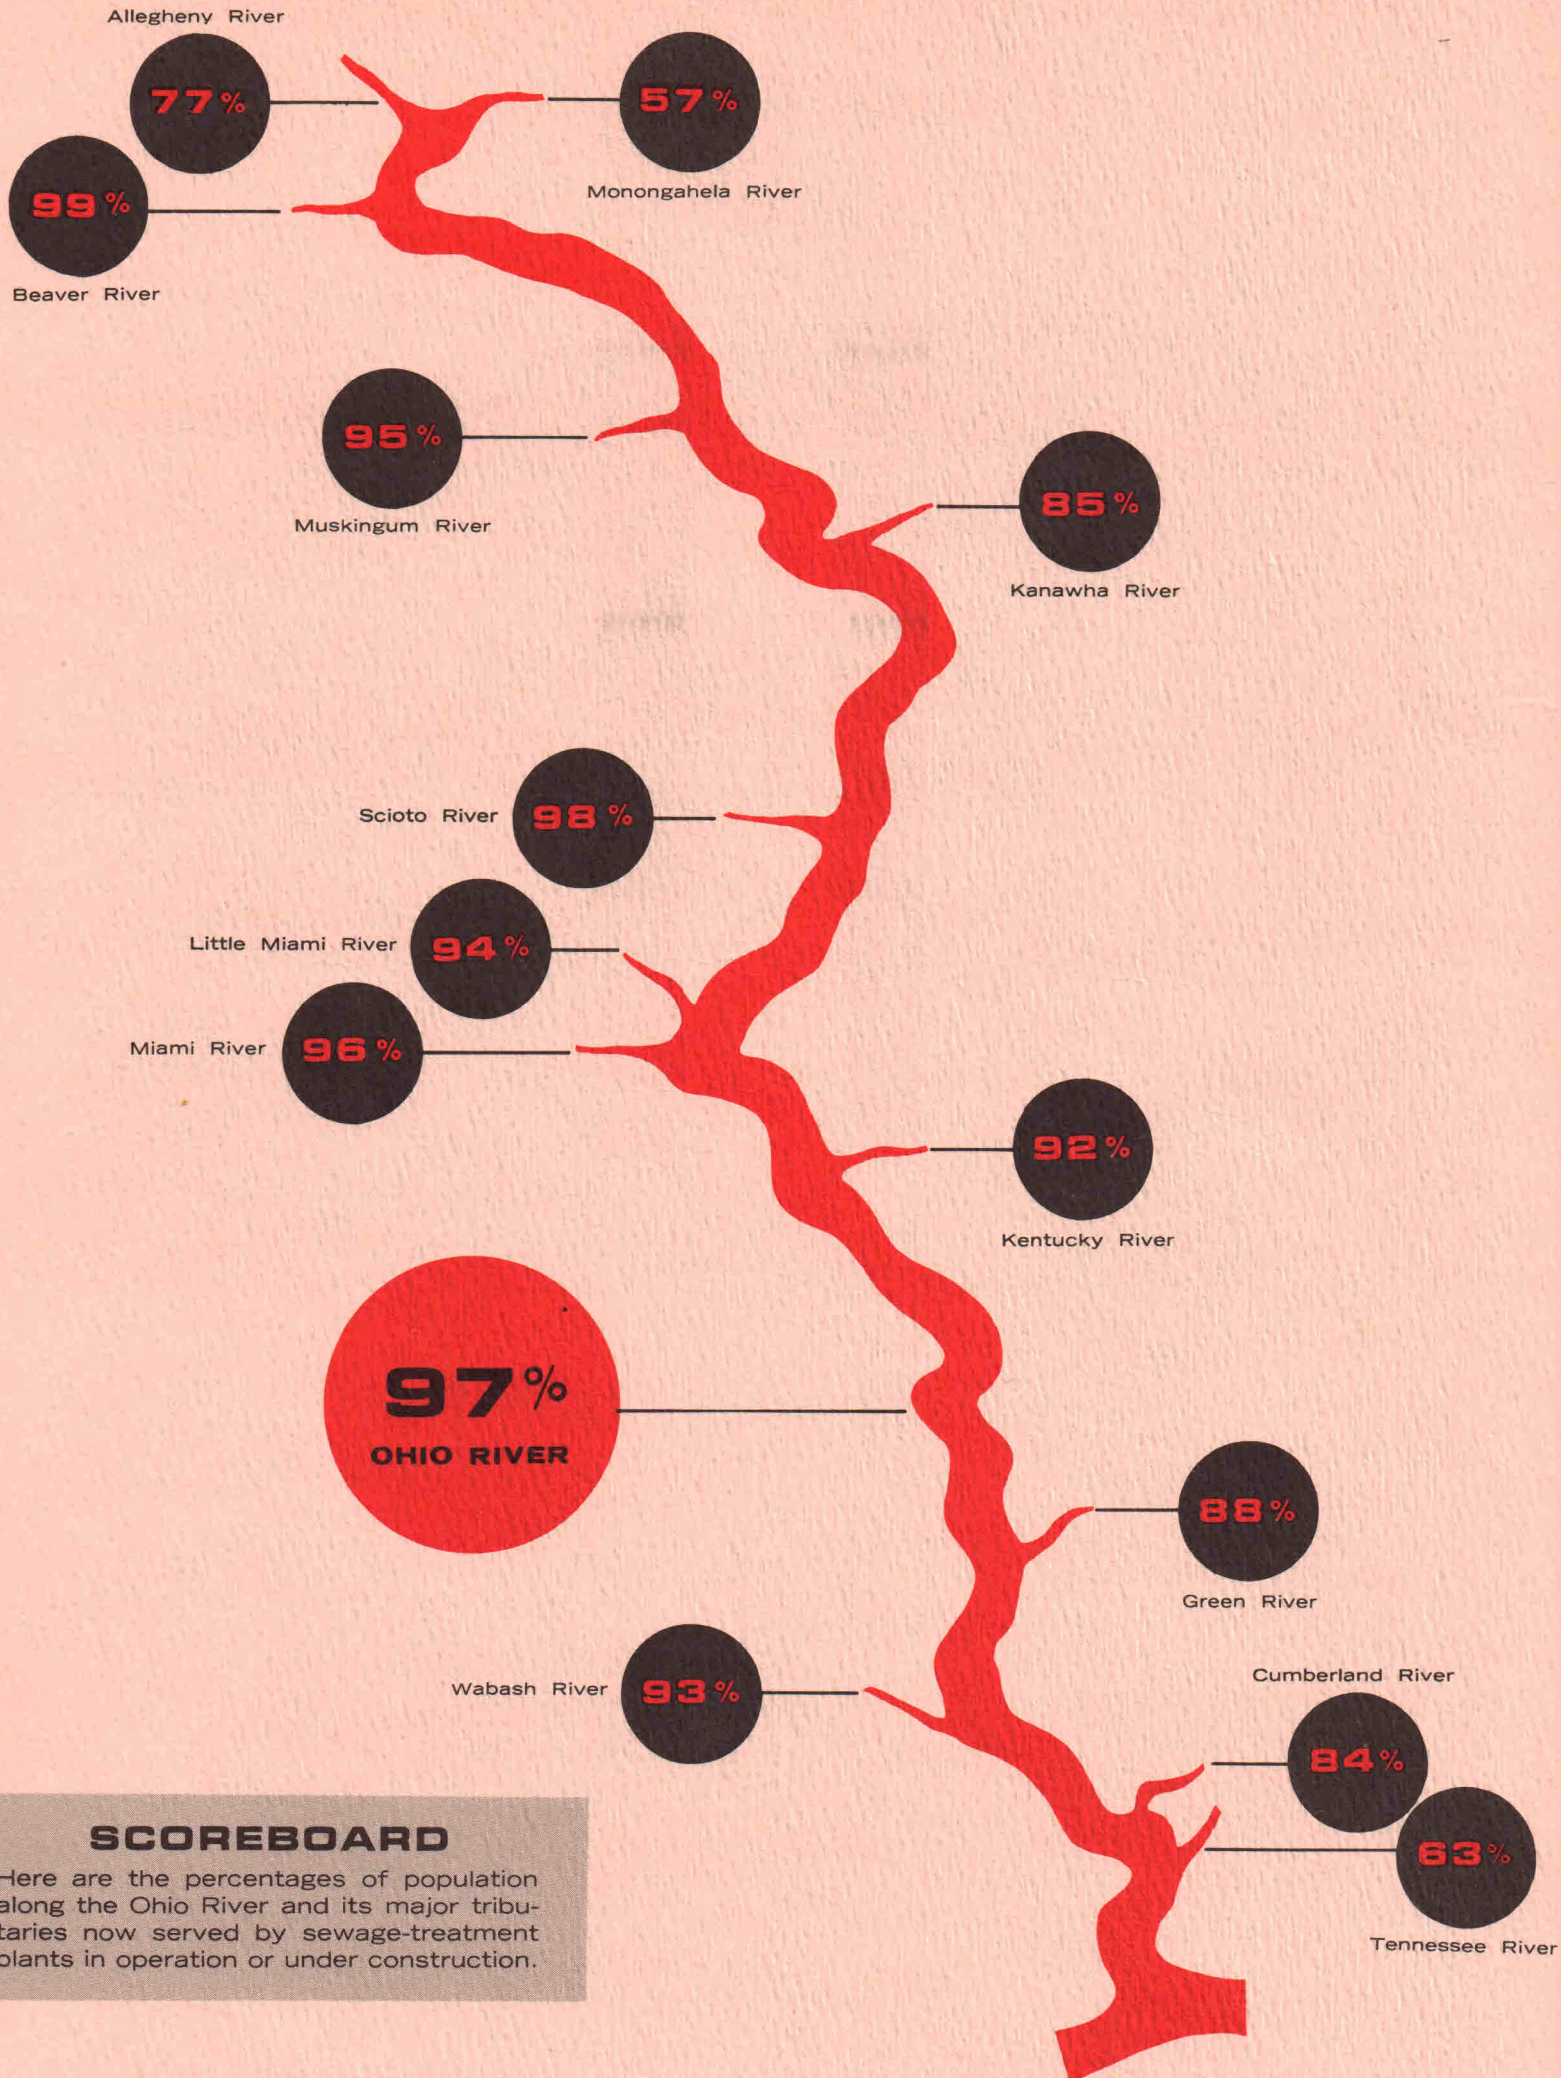 Allegheny River
77%
57%
Monongahela River
99%
Beaver River
95%
Muskingum River
85%
Kanawha River
Scioto River
98%
Little Miami River
94%
Miami River
96%
92%
Kentucky River
97%
OHIO RIVER
88%
Green River
Wabash River
93%
Cumberland River
84%
63%
Tennessee River
SCOREBOARD
Here are the percentages of population
along the Ohio River and its major tribu-
taries now served by sewage-treatment
plants in operation or under construction.